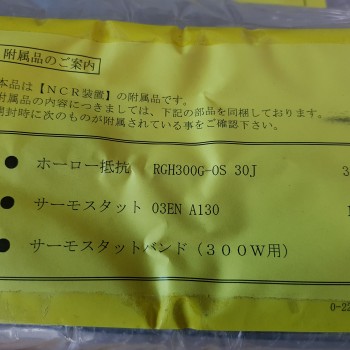 附属品のご案内
本品は【ＮＣＲ装置】の附属品です。
附属品の内容につきましては、下記の部品を同梱しております。
開封時に次のものが附属されている事をご確認下さい。
● ホーロー抵抗 RGH300G-OS 30J 3
● サーモスタット 03EN A130 1
● サーモスタットバンド（３００Ｗ用）
0-22